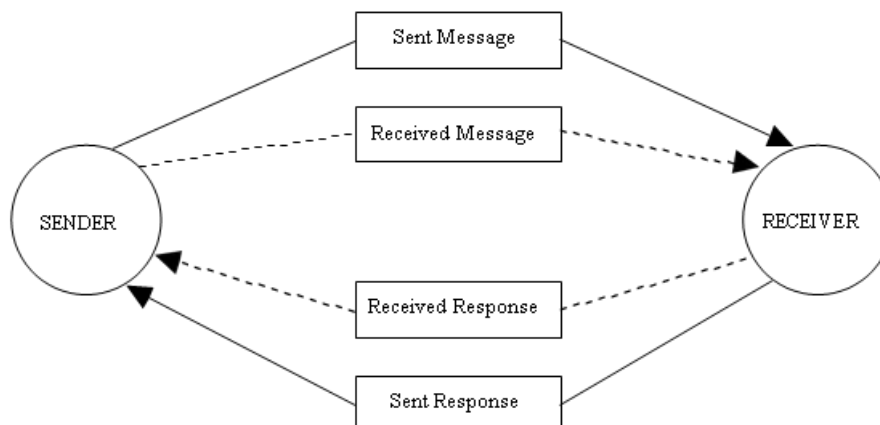 Sent Message
Received Message
SENDER
RECEIVER
Received Response
Sent Response